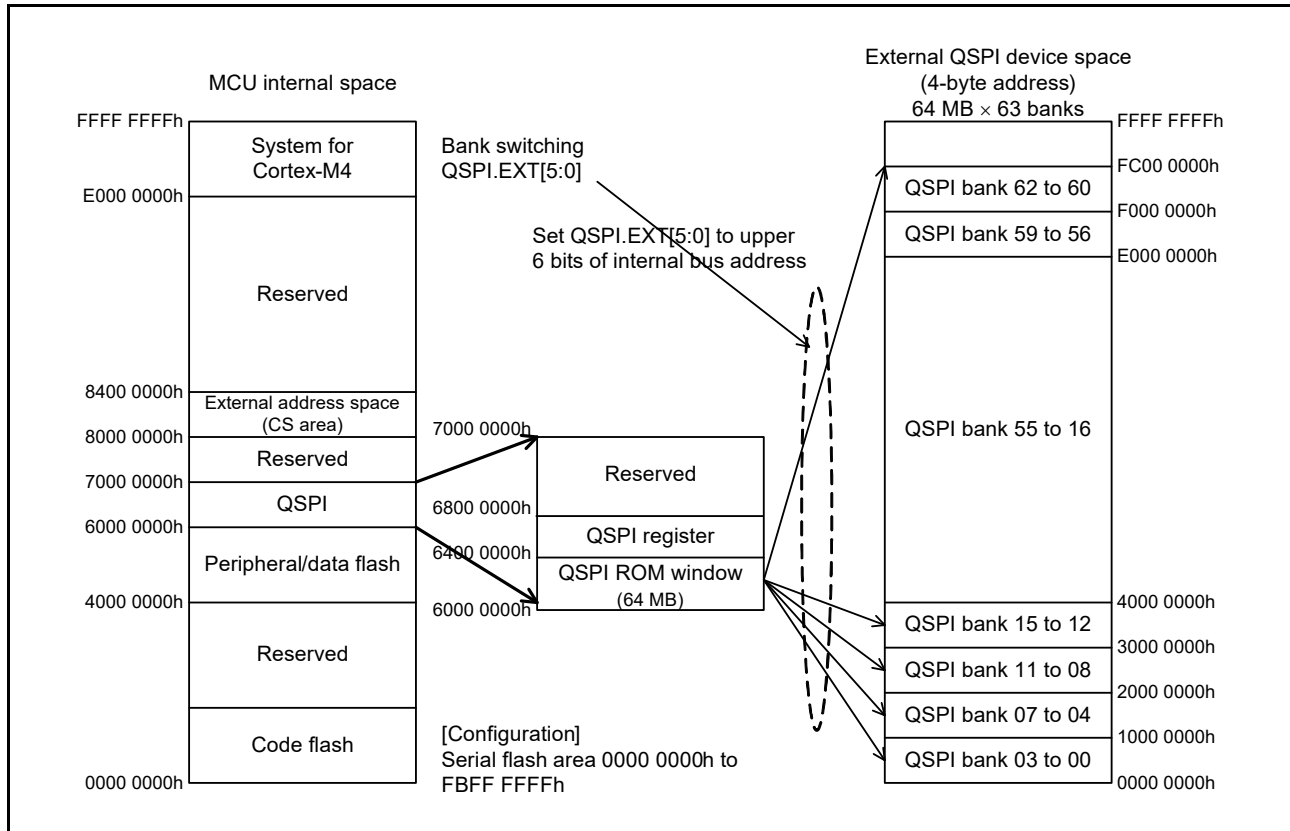 MCU internal space
FFFF FFFFh
System for
Cortex-M4
E000 0000h
Reserved
8400 0000h
External address space
(CS area)
8000 0000h
Reserved
7000 0000h
QSPI
6000 0000h
Peripheral/data flash
4000 0000h
Reserved
Code flash
0000 0000h
Bank switching
QSPI.EXT[5:0]
Set QSPI.EXT[5:0] to upper
6 bits of internal bus address
7000 0000h
Reserved
6800 0000h
QSPI register
6400 0000h
QSPI ROM window
(64 MB)
6000 0000h
[Configuration]
Serial flash area 0000 0000h to
FBFF FFFFh
External QSPI device space
(4-byte address)
64 MB × 63 banks
FFFF FFFFh
FC00 0000h
QSPI bank 62 to 60
F000 0000h
QSPI bank 59 to 56
E000 0000h
QSPI bank 55 to 16
4000 0000h
QSPI bank 15 to 12
3000 0000h
QSPI bank 11 to 08
2000 0000h
QSPI bank 07 to 04
1000 0000h
QSPI bank 03 to 00
0000 0000h